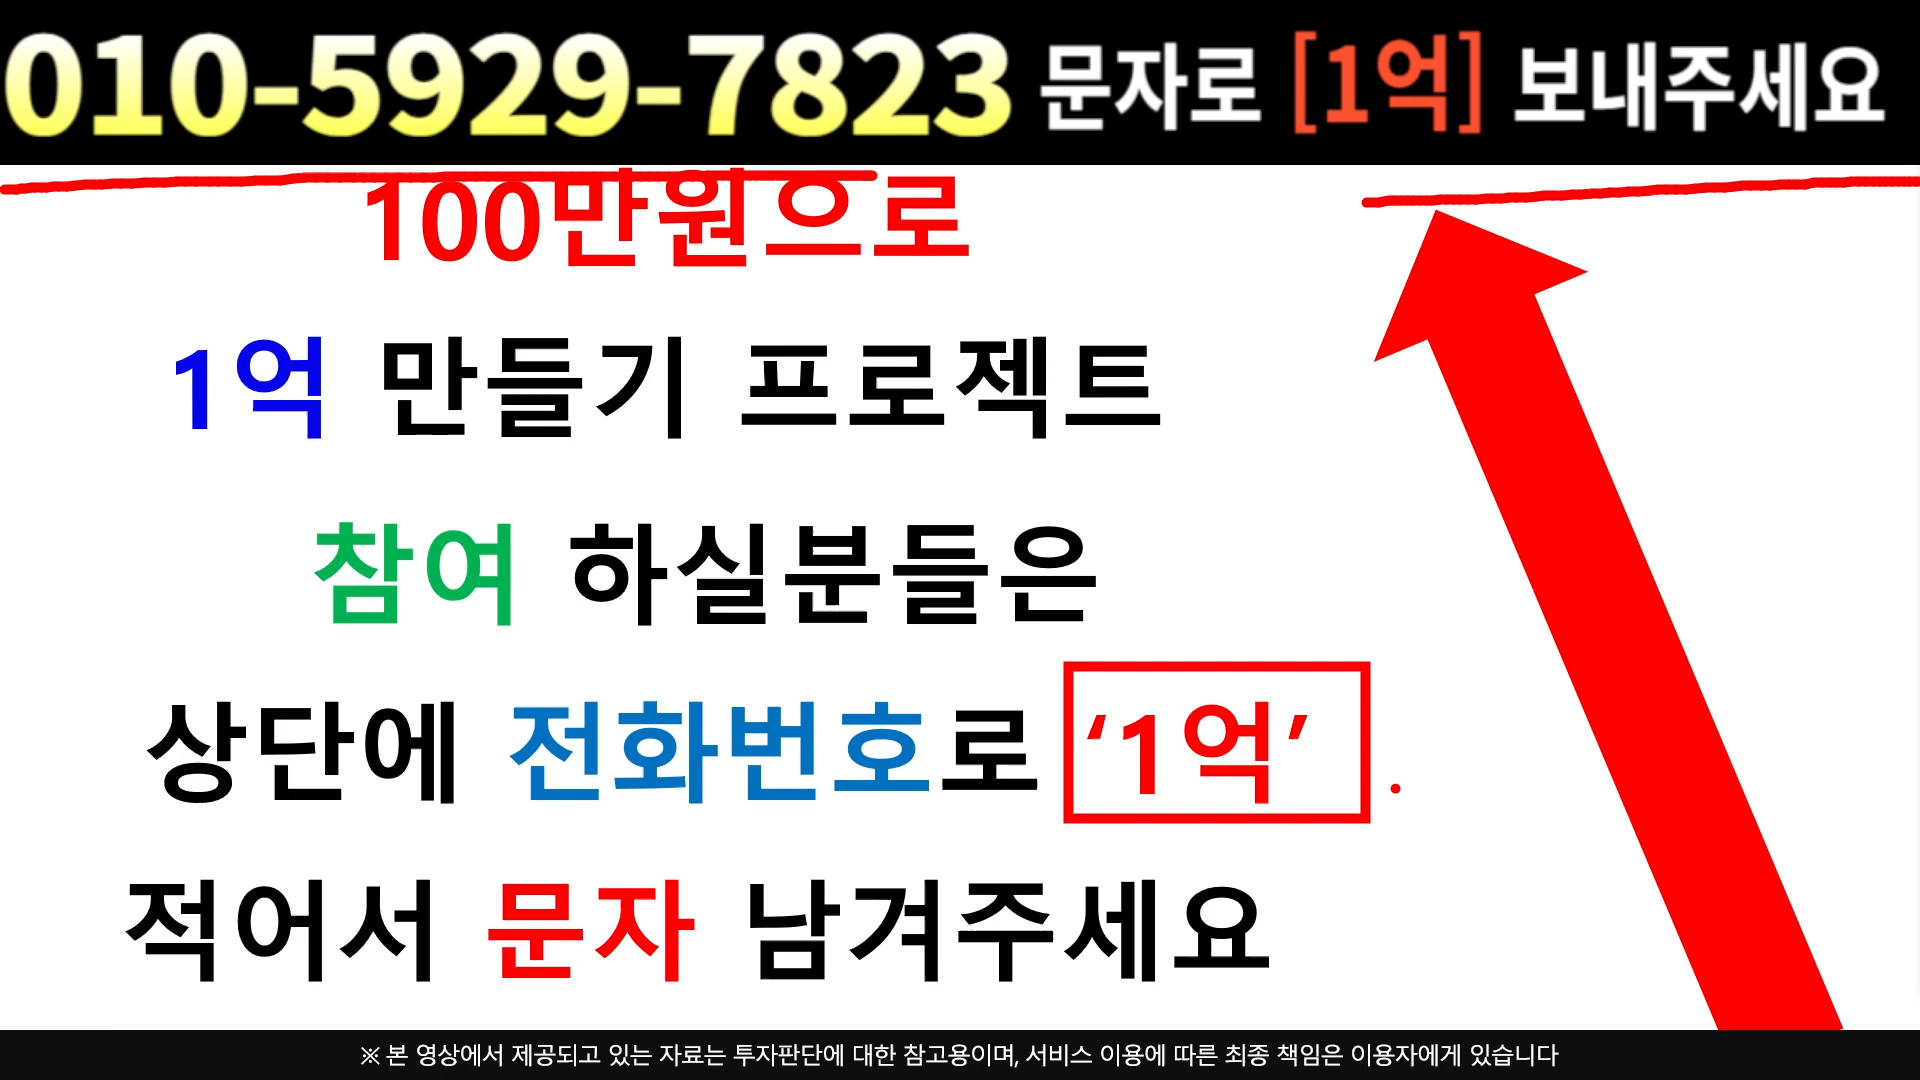 010-5929-7823 문자로 [1억] 보내주세요
100만원으로
1억 만들기 프로젝트
참여 하실분들은
상단에 전화번호로 ‘1억’ .
적어서 문자 남겨주세요
※ 본 영상에서 제공되고 있는 자료는 투자판단에 대한 참고용이며, 서비스 이용에 따른 최종 책임은 이용자에게 있습니다